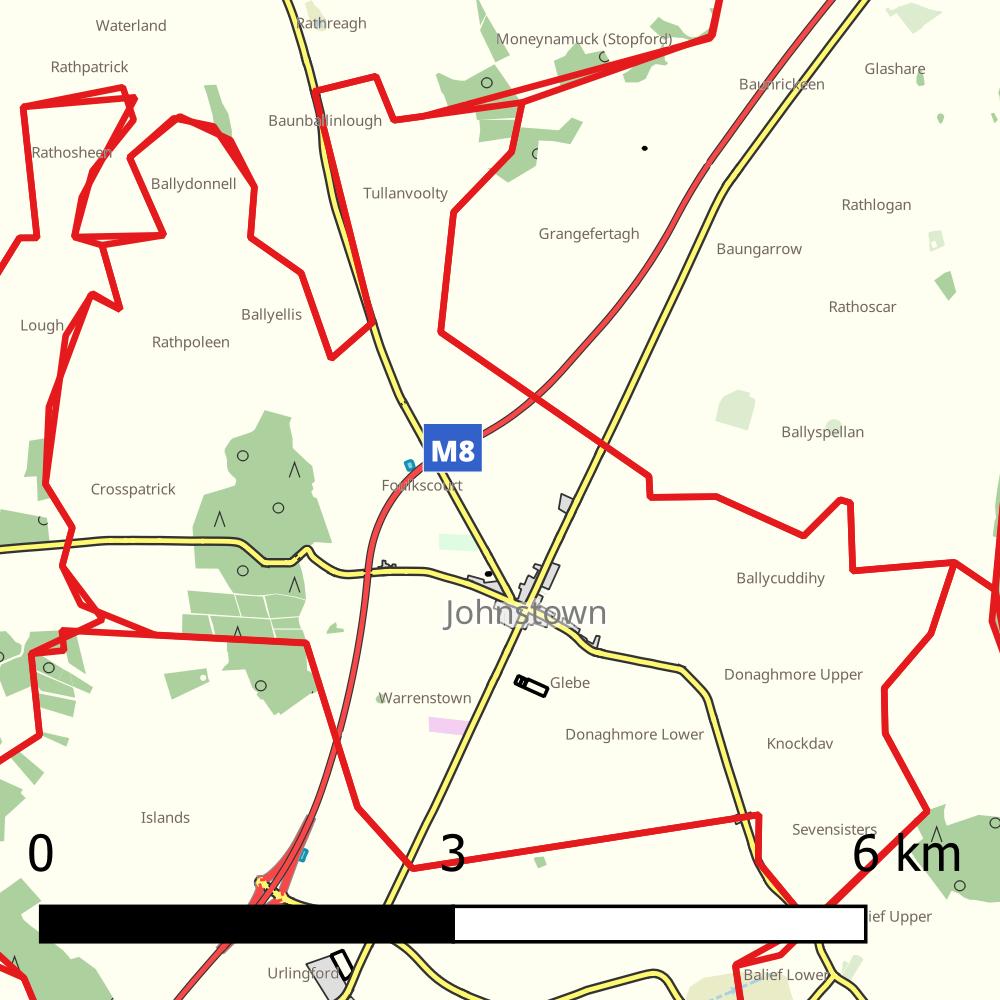 Waterland
Rathreagh
Moneynamuck (Stopford)
Rathpatrick
Glashare
Baunrickeen
Baunballinlough
Rathosheen
Ballydonnell
Tullanvoolty
Rathlogan
Grangefertagh
Baungarrow
Rathoscar
Ballyellis
Lough
Rathpoleen
Ballyspellan
M8
Foulkscourt
Crosspatrick
Ballycuddihy
Johnstown
Donaghmore Upper
Glebe
Warrenstown
Donaghmore Lower
Knockdav
Islands
Sevensisters
0 3 6 km
ief Upper
Urlingford
Balief Lower